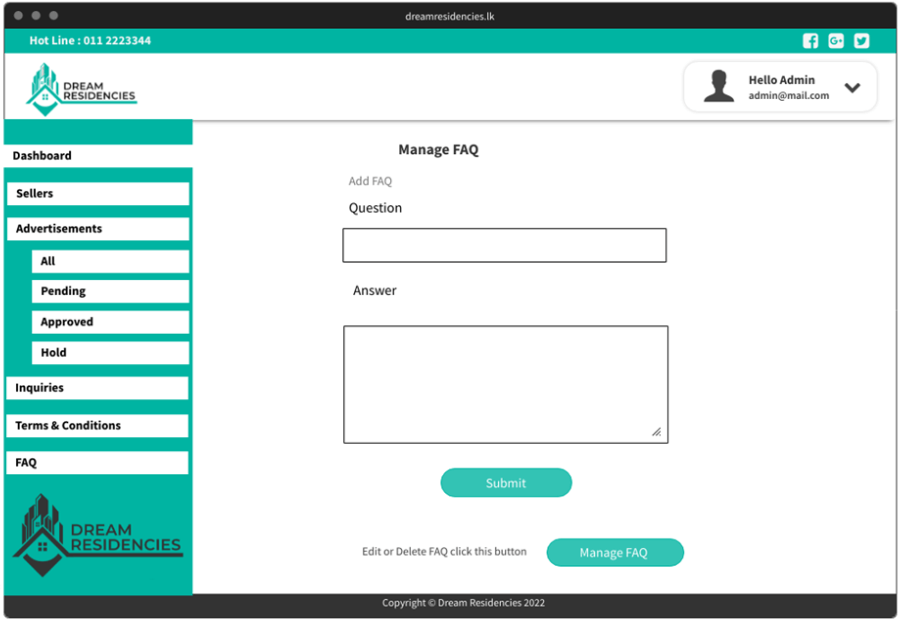 dreamresidencies.lk
Hot Line : 011 2223344
DREAM
RESIDENCIES
Hello Admin
admin@mail.com
Dashboard
Sellers
Advertisements
All
Pending
Approved
Hold
Inquiries
Terms & Conditions
FAQ
DREAM
RESIDENCIES
Manage FAQ
Add FAQ
Question
Answer
Submit
Edit or Delete FAQ click this button
Manage FAQ
Copyright © Dream Residencies 2022